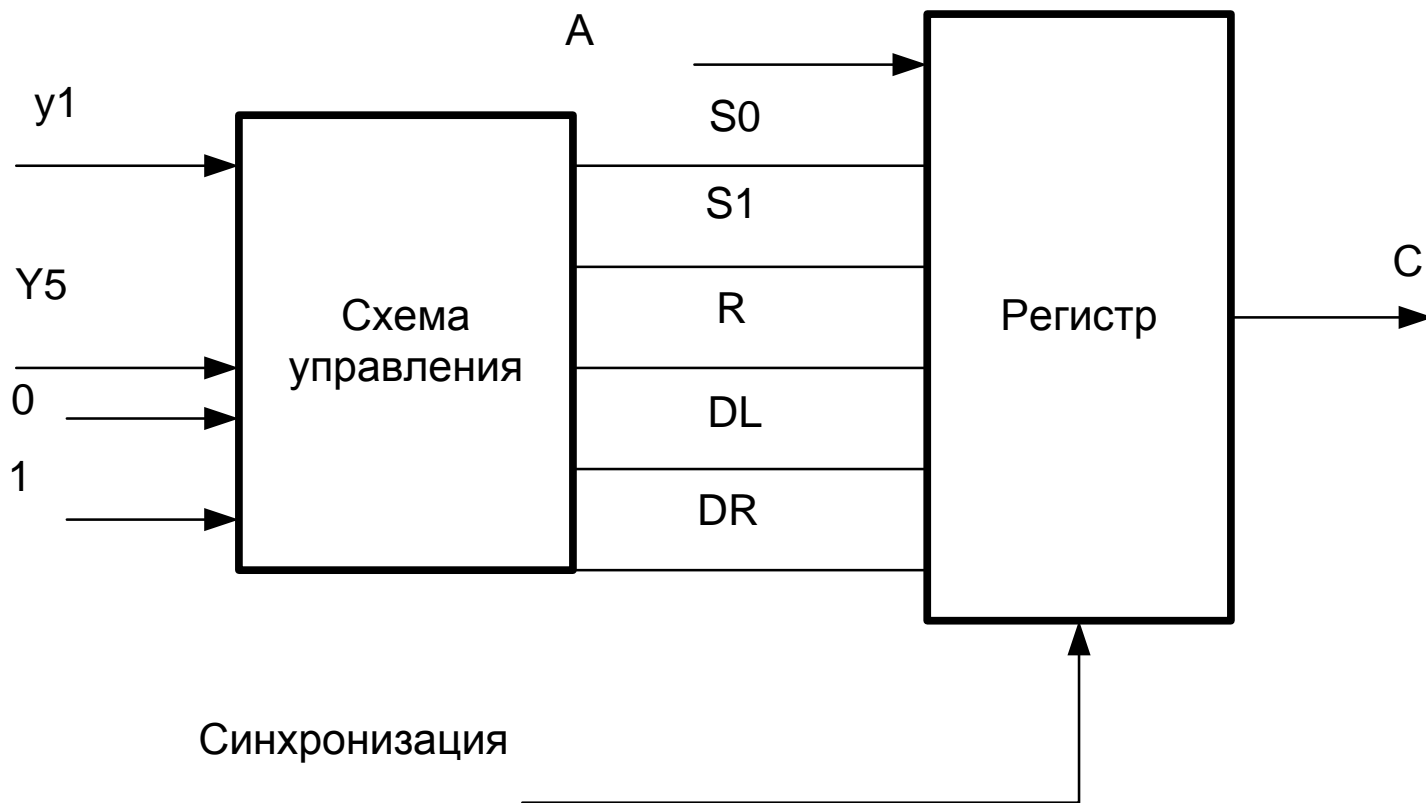 A
y1
S0
S1
Y5
C
R
Схема
управления
Регистр
0
DL
1
DR
Синхронизация